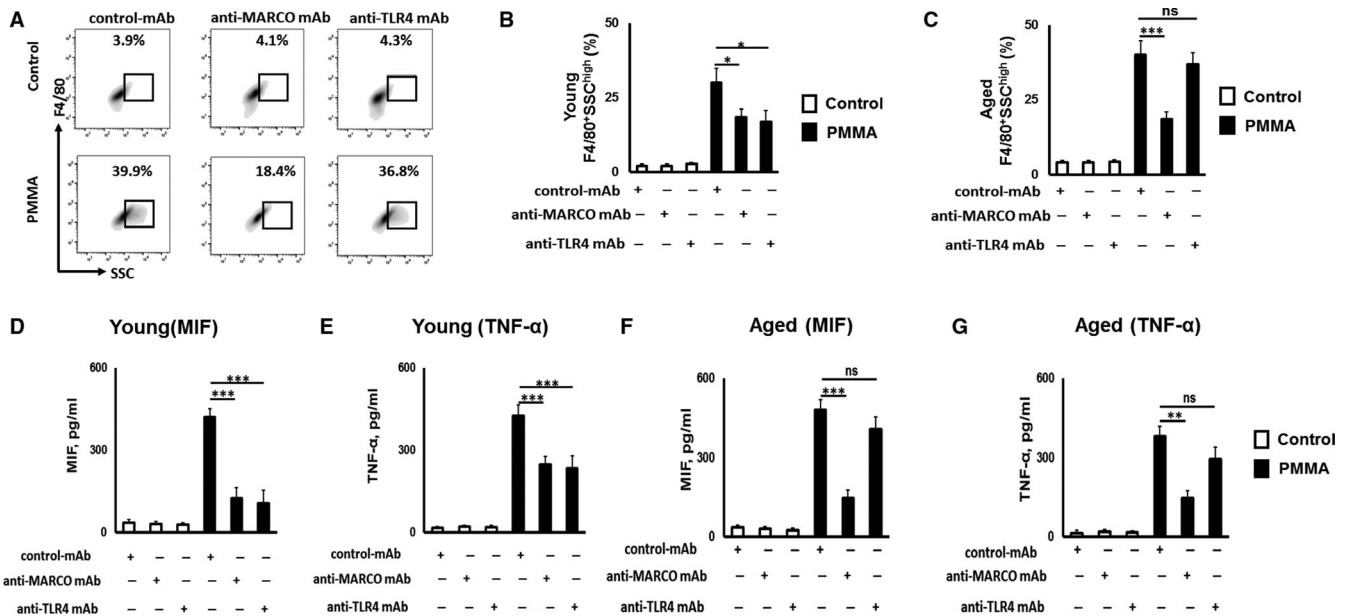 A
control-mAb anti-MARCO mAb anti-TLR4 mAb
Control
F4/80
3.9% 4.1% 4.3%
PMMA
39.9% 18.4% 36.8%
SSC
B
Young
F4/80+SSChigh (%)
50
25
0
*
*
Control
PMMA
control-mAb + – – + – –
anti-MARCO mAb – + – – + –
anti-TLR4 mAb – – + – – +
C
Aged
F4/80+SSChigh (%)
50
25
0
ns
***
Control
PMMA
control-mAb + – – + – –
anti-MARCO mAb – + – – + –
anti-TLR4 mAb – – + – – +
D
Young(MIF)
MIF, pg/ml
600
300
0
***
***
control-mAb + – – + – –
anti-MARCO mAb – + – – + –
anti-TLR4 mAb – – + – – +
E
Young (TNF-α)
TNF-α, pg/ml
600
300
0
***
***
control-mAb + – – + – –
anti-MARCO mAb – + – – + –
anti-TLR4 mAb – – + – – +
F
Aged (MIF)
MIF, pg/ml
600
300
0
ns
***
control-mAb + – – + – –
anti-MARCO mAb – + – – + –
anti-TLR4 mAb – – + – – +
G
Aged (TNF-α)
TNF-α, pg/ml
600
300
0
ns
**
Control
PMMA
control-mAb + – – + – –
anti-MARCO mAb – + – – + –
anti-TLR4 mAb – – + – – +